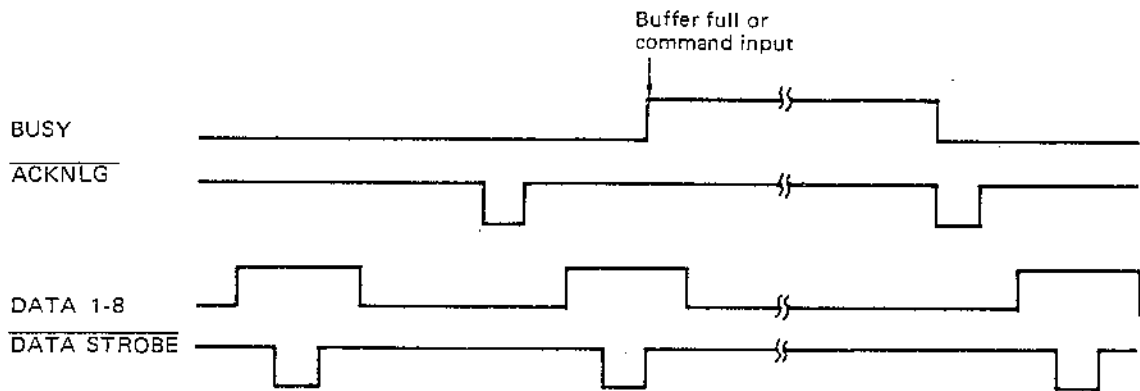 Buffer full or
command input
BUSY
ACKNLG
DATA 1-8
DATA STROBE